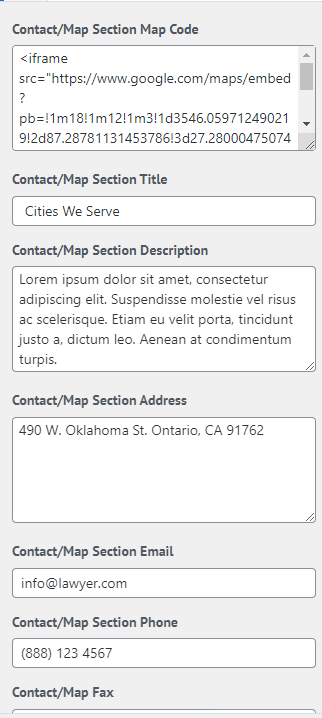 Contact/Map Section Map Code
<iframe
src="https://www.google.com/maps/embed
?
pb=!1m18!1m12!1m3!1d3546.05971249021
9!2d87.28781131453786!3d27.28000475074
Contact/Map Section Title
Cities We Serve
Contact/Map Section Description
Lorem ipsum dolor sit amet, consectetur
adipiscing elit. Suspendisse molestie vel risus
ac scelerisque. Etiam eu velit porta, tincidunt
justo a, dictum leo. Aenean at condimentum
turpis.
Contact/Map Section Address
490 W. Oklahoma St. Ontario, CA 91762
Contact/Map Section Email
info@lawyer.com
Contact/Map Section Phone
(888) 123 4567
Contact/Map Fax